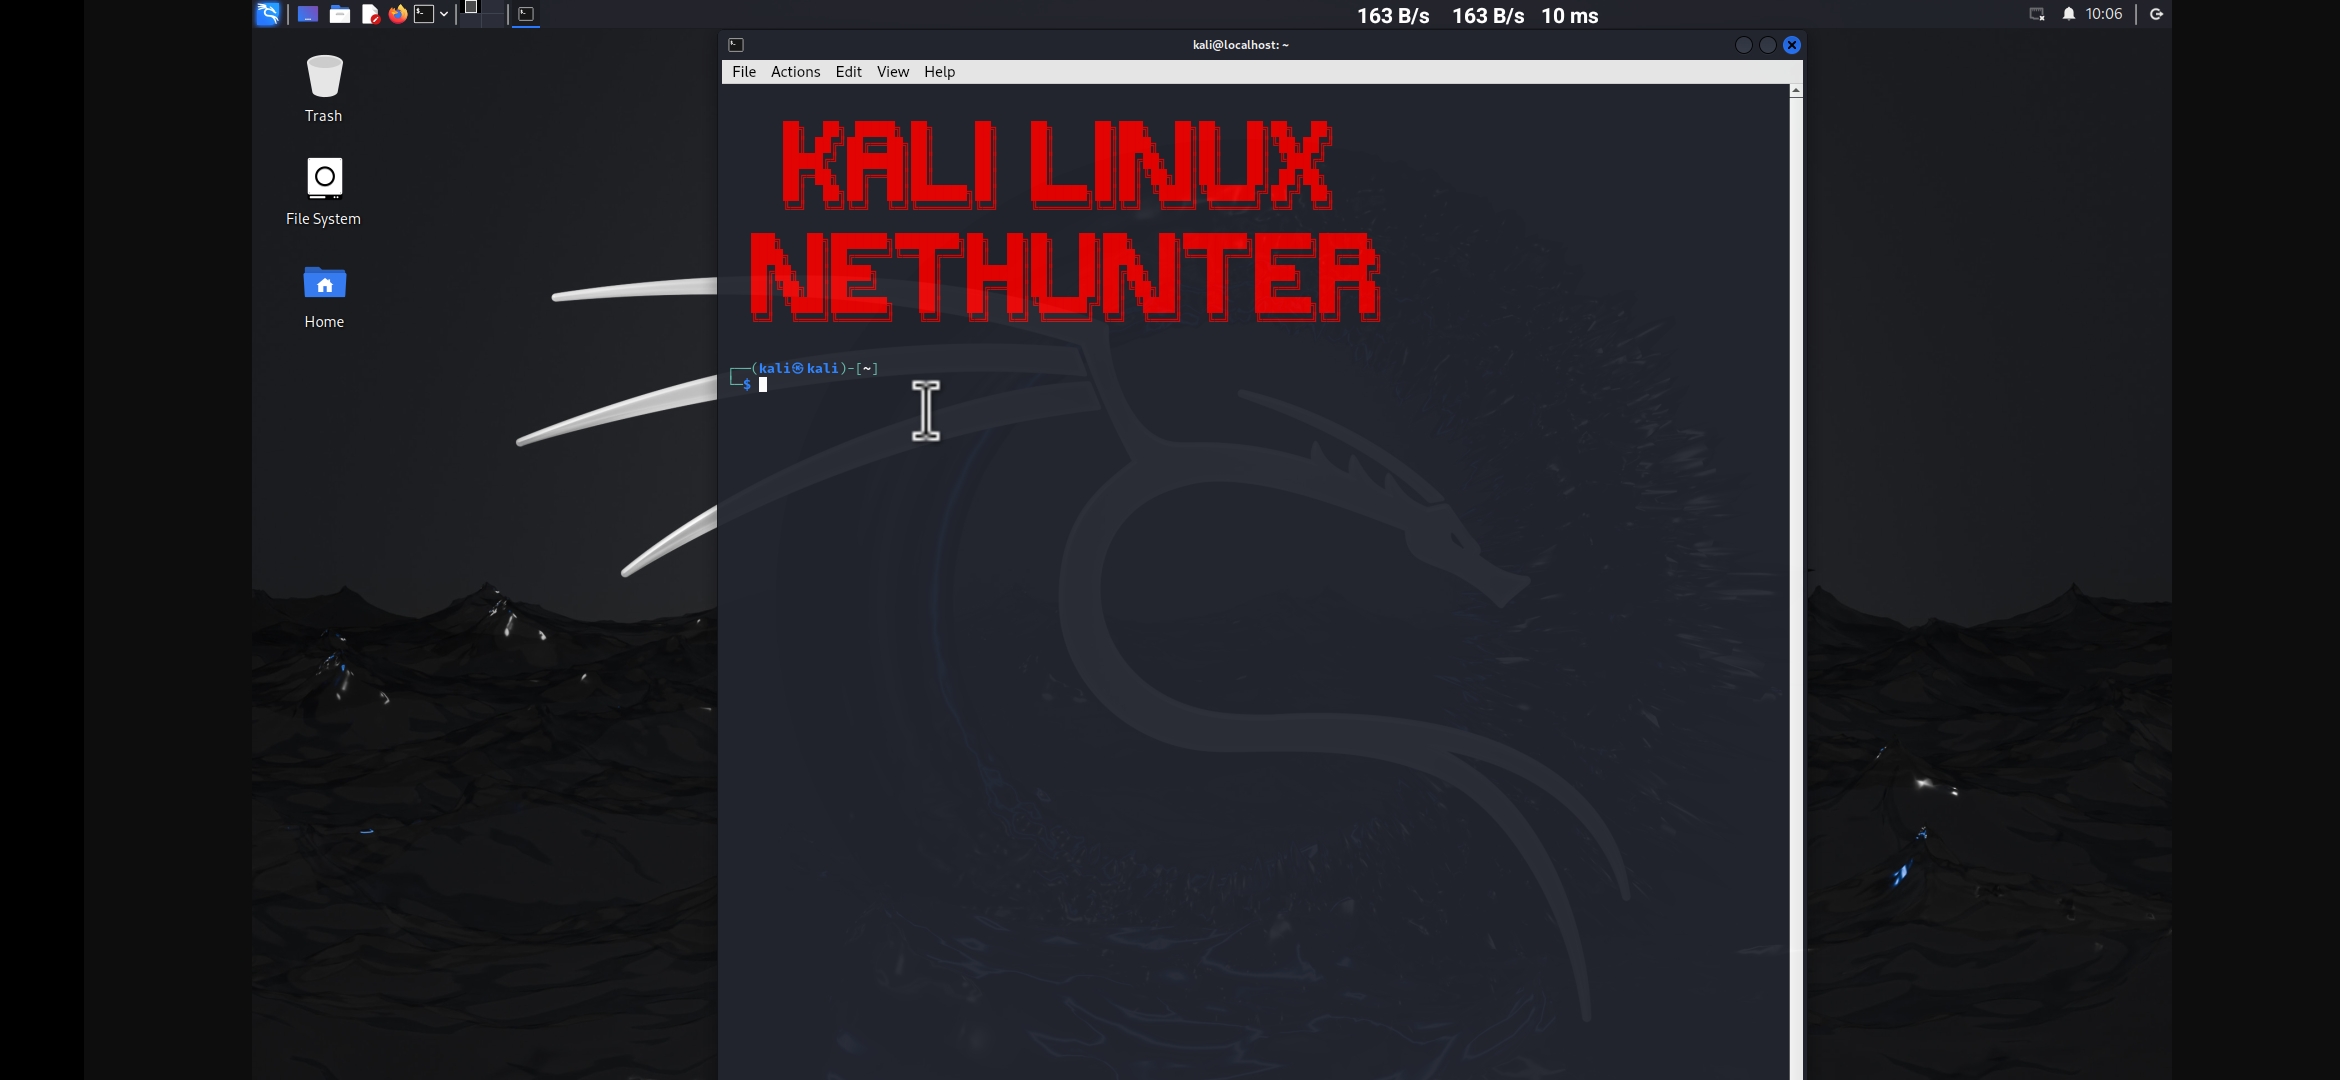 163 B/s 163 B/s 10 ms
10:06
kali@localhost: ~
File Actions Edit View Help
Trash
File System
Home
KALI LINUX
NETHUNTER
┌──(kali㉿kali)-[~]
└─$